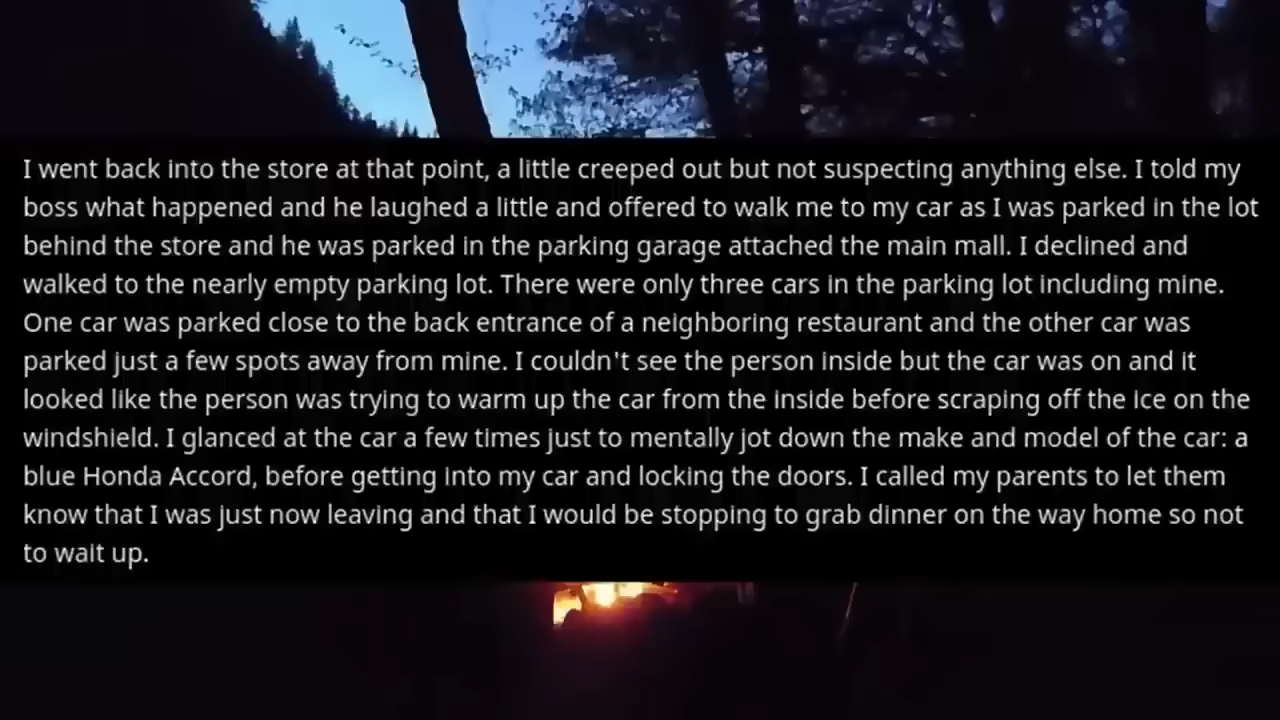 I went back into the store at that point, a little creeped out but not suspecting anything else. I told my
boss what happened and he laughed a little and offered to walk me to my car as I was parked in the lot
behind the store and he was parked in the parking garage attached the main mall. I declined and
walked to the nearly empty parking lot. There were only three cars in the parking lot including mine.
One car was parked close to the back entrance of a neighboring restaurant and the other car was
parked just a few spots away from mine. I couldn't see the person inside but the car was on and it
looked like the person was trying to warm up the car from the inside before scraping off the ice on the
windshield. I glanced at the car a few times just to mentally jot down the make and model of the car: a
blue Honda Accord, before getting into my car and locking the doors. I called my parents to let them
know that I was just now leaving and that I would be stopping to grab dinner on the way home so not
to wait up.